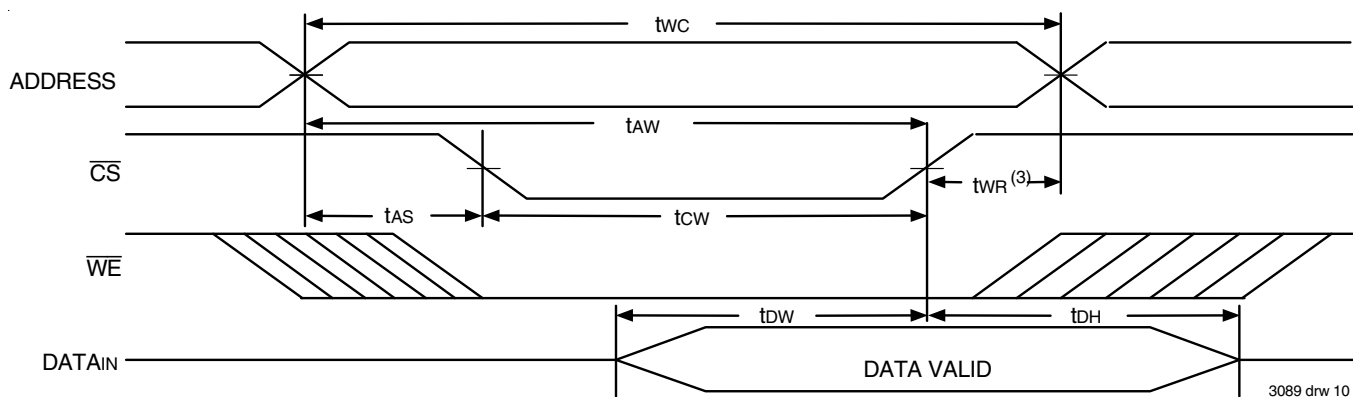 tWC
ADDRESS
tAW
CS
tWR (3)
tAS
tCW
WE
tDW
tDH
DATAIN
DATA VALID
3089 drw 10